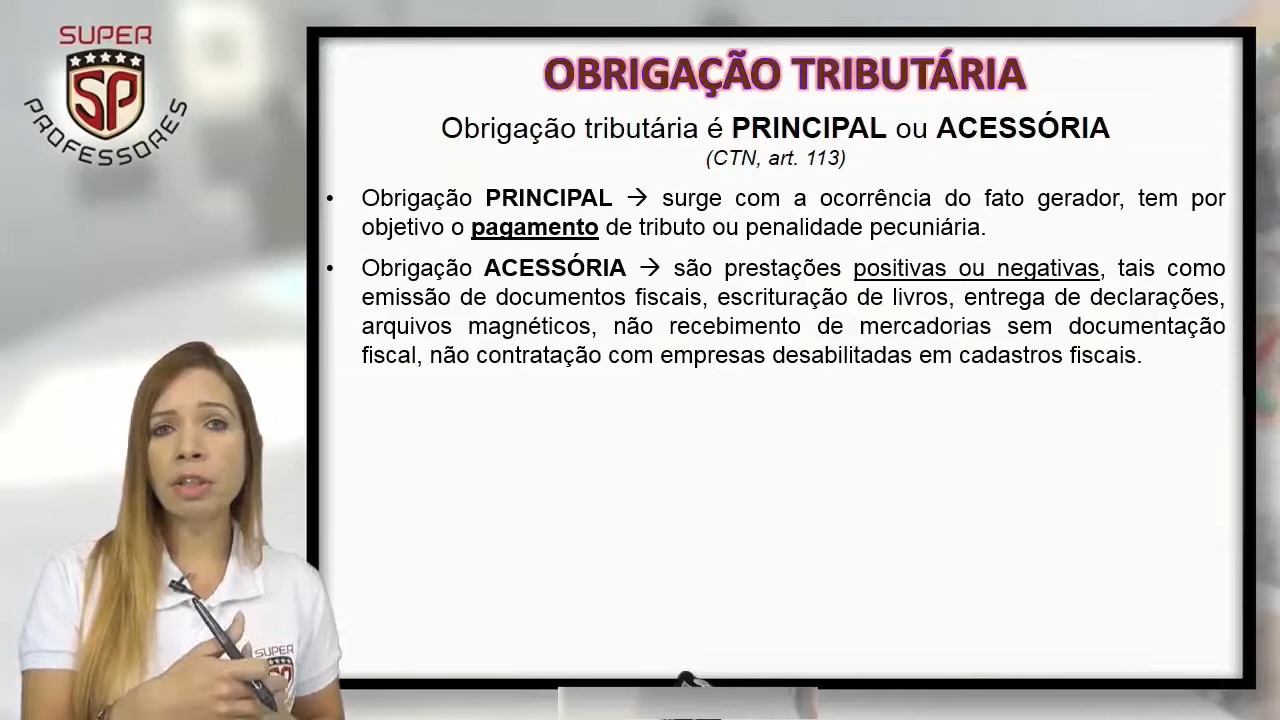 SUPER
SP
PROFESSORES
OBRIGAÇÃO TRIBUTÁRIA
Obrigação tributária é PRINCIPAL ou ACESSÓRIA
(CTN, art. 113)
• Obrigação PRINCIPAL → surge com a ocorrência do fato gerador, tem por
objetivo o pagamento de tributo ou penalidade pecuniária.
• Obrigação ACESSÓRIA → são prestações positivas ou negativas, tais como
emissão de documentos fiscais, escrituração de livros, entrega de declarações,
arquivos magnéticos, não recebimento de mercadorias sem documentação
fiscal, não contratação com empresas desabilitadas em cadastros fiscais.
SUPER
SP